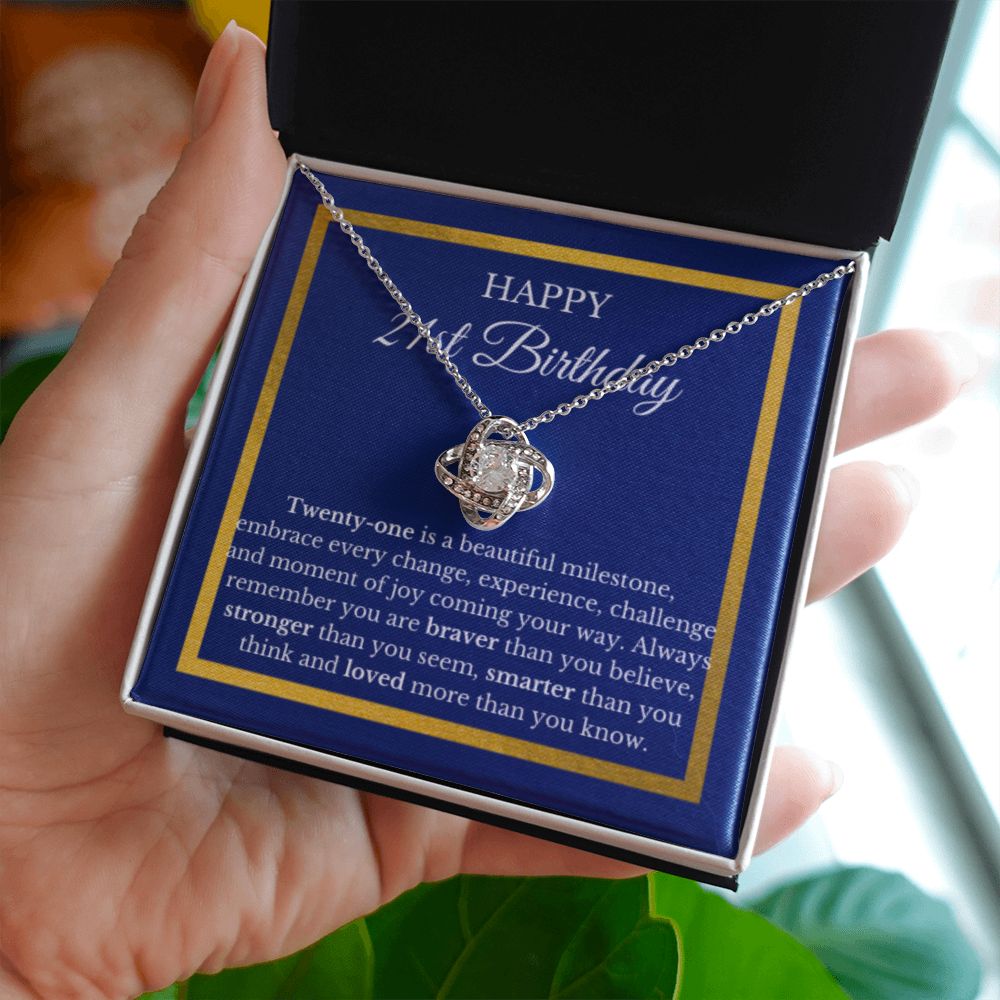 HAPPY
21st Birthday
Twenty-one is a beautiful milestone,
embrace every change, experience, challenge
and moment of joy coming your way. Always
remember you are braver than you believe,
stronger than you seem, smarter than you
think and loved more than you know.